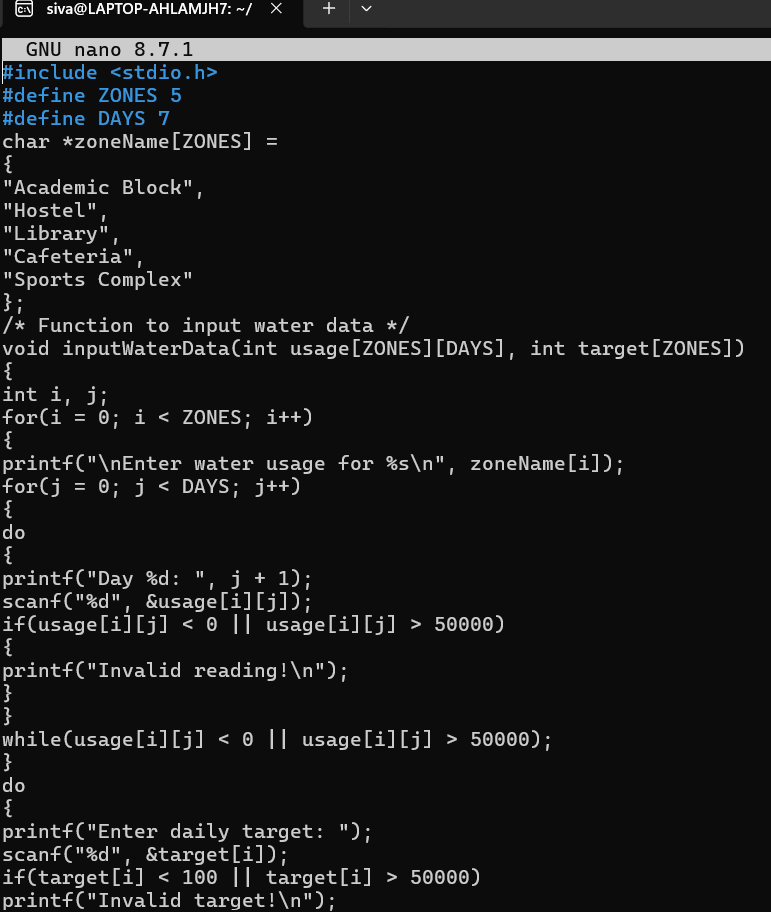 siva@LAPTOP-AHLAMJH7: ~/
GNU nano 8.7.1
#include <stdio.h>
#define ZONES 5
#define DAYS 7
char *zoneName[ZONES] =
{
"Academic Block",
"Hostel",
"Library",
"Cafeteria",
"Sports Complex"
};
/* Function to input water data */
void inputWaterData(int usage[ZONES][DAYS], int target[ZONES])
{
int i, j;
for(i = 0; i < ZONES; i++)
{
printf("\nEnter water usage for %s\n", zoneName[i]);
for(j = 0; j < DAYS; j++)
{
do
{
printf("Day %d: ", j + 1);
scanf("%d", &usage[i][j]);
if(usage[i][j] < 0 || usage[i][j] > 50000)
{
printf("Invalid reading!\n");
}
}
while(usage[i][j] < 0 || usage[i][j] > 50000);
}
do
{
printf("Enter daily target: ");
scanf("%d", &target[i]);
if(target[i] < 100 || target[i] > 50000)
printf("Invalid target!\n");